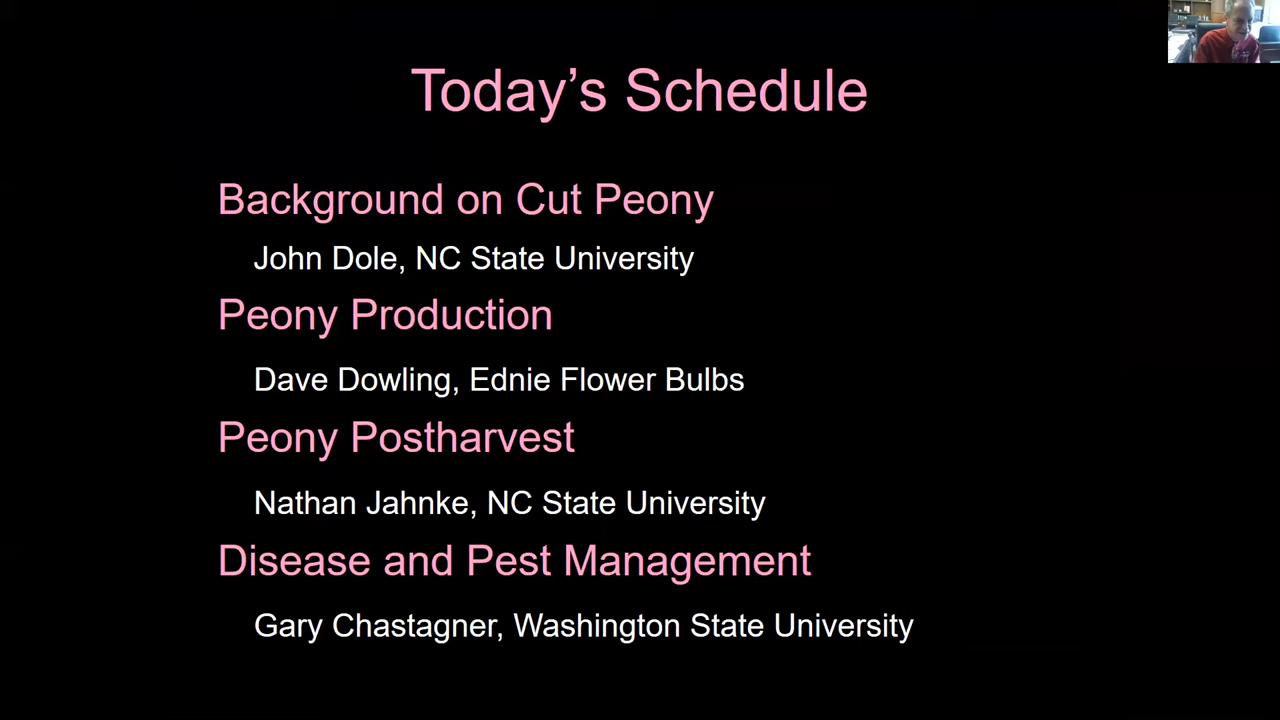 Today’s Schedule
Background on Cut Peony
John Dole, NC State University
Peony Production
Dave Dowling, Ednie Flower Bulbs
Peony Postharvest
Nathan Jahnke, NC State University
Disease and Pest Management
Gary Chastagner, Washington State University